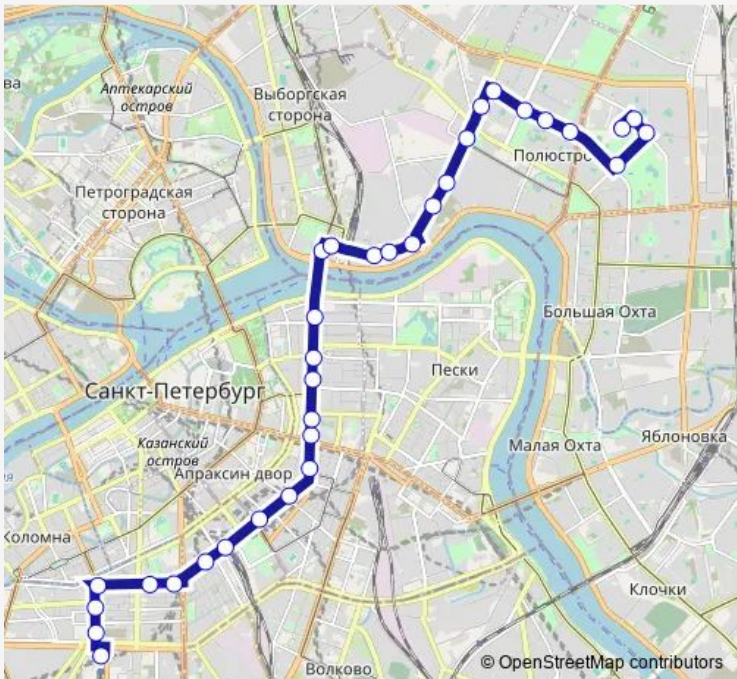 ва
Аптекарский
остров
Выборгская
сторона
Полюстро
Петроградская
сторона
Большая Охта
Санкт-Петербург
Пески
Казанский
остров
Малая Охта
Яблоновка
Апраксин двор
Коломна
Клочки
Волково
© OpenStreetMap contributors